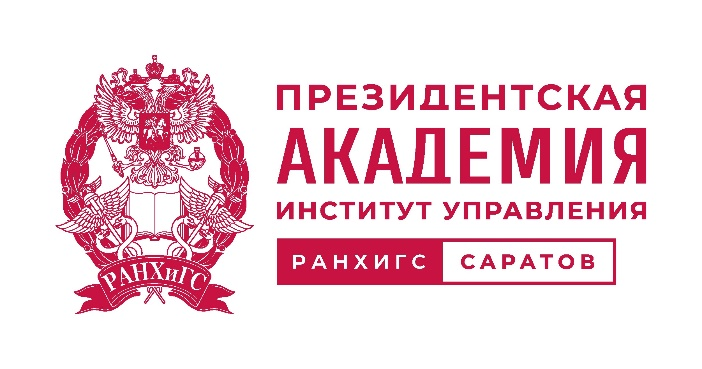 ПРЕЗИДЕНТСКАЯ
АКАДЕМИЯ
ИНСТИТУТ УПРАВЛЕНИЯ
РАНХИГС САРАТОВ
РАНХиГС